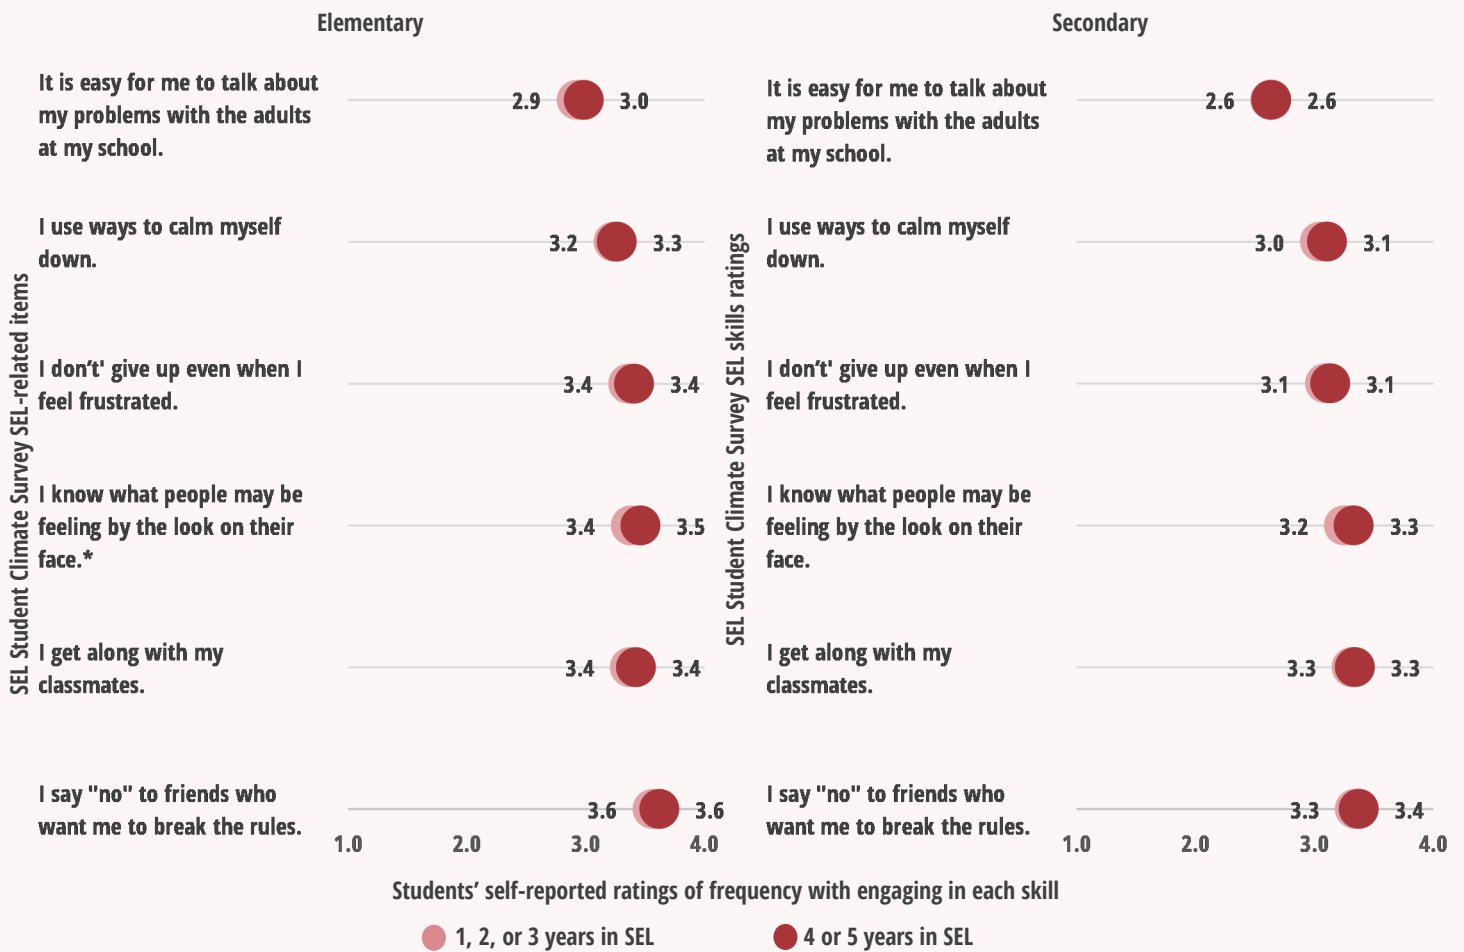 Elementary
It is easy for me to talk about
my problems with the adults
at my school.
2.9 3.0
I use ways to calm myself
down.
3.2 3.3
I don’t' give up even when I
feel frustrated.
3.4 3.4
I know what people may be
feeling by the look on their
face.*
3.4 3.5
I get along with my
classmates.
3.4 3.4
I say "no" to friends who
want me to break the rules.
3.6 3.6
1.0 2.0 3.0 4.0
SEL Student Climate Survey SEL-related items
Secondary
It is easy for me to talk about
my problems with the adults
at my school.
2.6 2.6
I use ways to calm myself
down.
3.0 3.1
I don’t' give up even when I
feel frustrated.
3.1 3.1
I know what people may be
feeling by the look on their
face.
3.2 3.3
I get along with my
classmates.
3.3 3.3
I say "no" to friends who
want me to break the rules.
3.3 3.4
1.0 2.0 3.0 4.0
SEL Student Climate Survey SEL skills ratings
Students’ self-reported ratings of frequency with engaging in each skill
1, 2, or 3 years in SEL
4 or 5 years in SEL